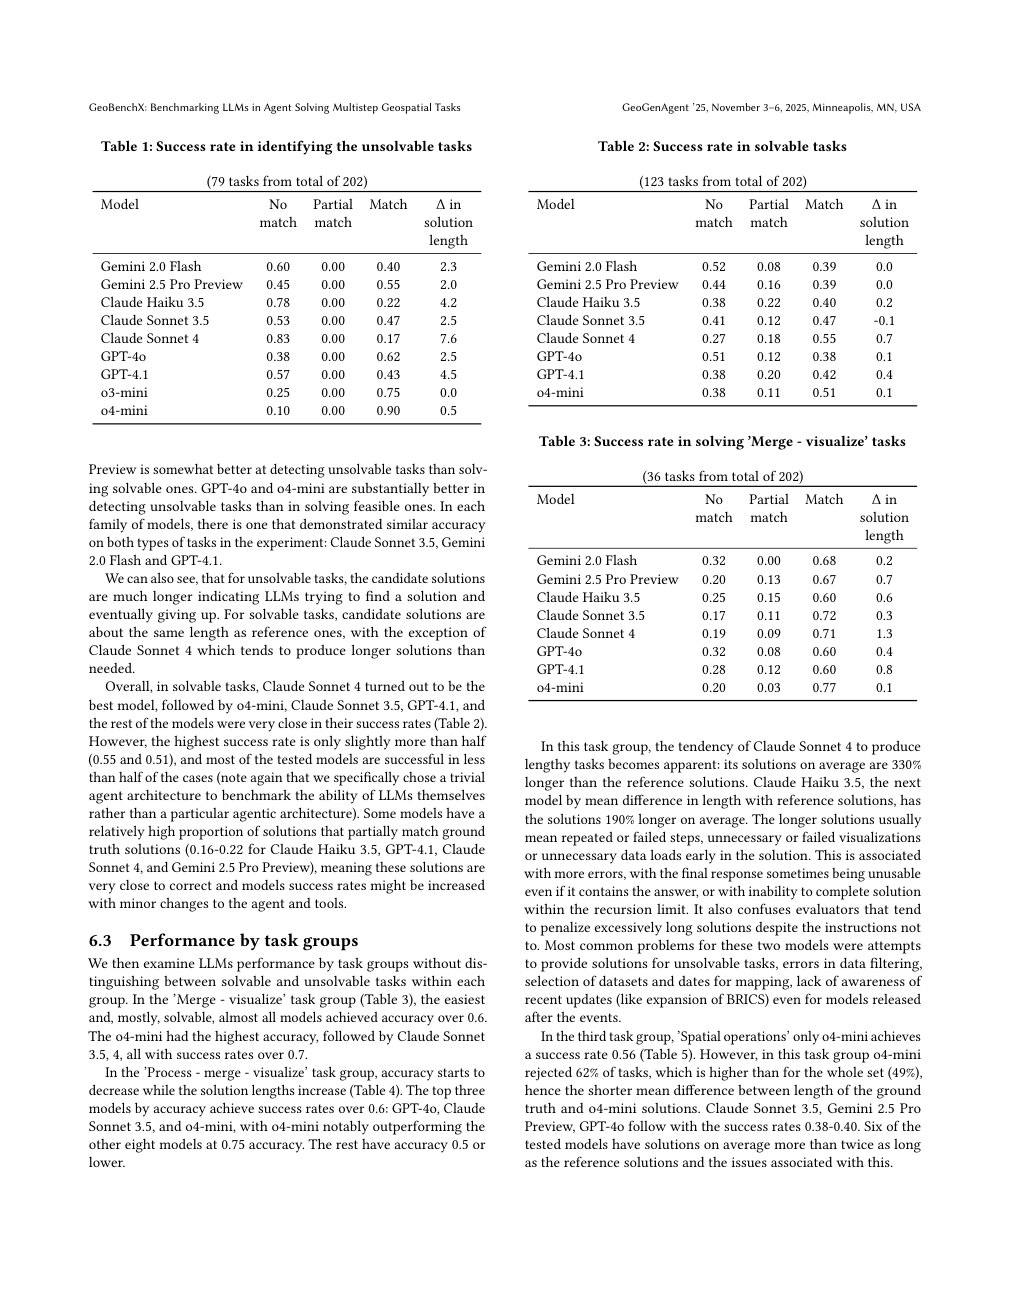 GeoBenchX: Benchmarking LLMs in Agent Solving Multistep Geospatial Tasks
GeoGenAgent '25, November 3–6, 2025, Minneapolis, MN, USA
Table 1: Success rate in identifying the unsolvable tasks
(79 tasks from total of 202)
Model No match Partial match Match Δ in solution length
Gemini 2.0 Flash 0.60 0.00 0.40 2.3
Gemini 2.5 Pro Preview 0.45 0.00 0.55 2.0
Claude Haiku 3.5 0.78 0.00 0.22 4.2
Claude Sonnet 3.5 0.53 0.00 0.47 2.5
Claude Sonnet 4 0.83 0.00 0.17 7.6
GPT-4o 0.38 0.00 0.62 2.5
GPT-4.1 0.57 0.00 0.43 4.5
o3-mini 0.25 0.00 0.75 0.0
o4-mini 0.10 0.00 0.90 0.5
Preview is somewhat better at detecting unsolvable tasks than solv-
ing solvable ones. GPT-4o and o4-mini are substantially better in
detecting unsolvable tasks than in solving feasible ones. In each
family of models, there is one that demonstrated similar accuracy
on both types of tasks in the experiment: Claude Sonnet 3.5, Gemini
2.0 Flash and GPT-4.1.
We can also see, that for unsolvable tasks, the candidate solutions
are much longer indicating LLMs trying to find a solution and
eventually giving up. For solvable tasks, candidate solutions are
about the same length as reference ones, with the exception of
Claude Sonnet 4 which tends to produce longer solutions than
needed.
Overall, in solvable tasks, Claude Sonnet 4 turned out to be the
best model, followed by o4-mini, Claude Sonnet 3.5, GPT-4.1, and
the rest of the models were very close in their success rates (Table 2).
However, the highest success rate is only slightly more than half
(0.55 and 0.51), and most of the tested models are successful in less
than half of the cases (note again that we specifically chose a trivial
agent architecture to benchmark the ability of LLMs themselves
rather than a particular agentic architecture). Some models have a
relatively high proportion of solutions that partially match ground
truth solutions (0.16-0.22 for Claude Haiku 3.5, GPT-4.1, Claude
Sonnet 4, and Gemini 2.5 Pro Preview), meaning these solutions are
very close to correct and models success rates might be increased
with minor changes to the agent and tools.
6.3 Performance by task groups
We then examine LLMs performance by task groups without dis-
tinguishing between solvable and unsolvable tasks within each
group. In the 'Merge - visualize' task group (Table 3), the easiest
and, mostly, solvable, almost all models achieved accuracy over 0.6.
The o4-mini had the highest accuracy, followed by Claude Sonnet
3.5, 4, all with success rates over 0.7.
In the 'Process - merge - visualize' task group, accuracy starts to
decrease while the solution lengths increase (Table 4). The top three
models by accuracy achieve success rates over 0.6: GPT-4o, Claude
Sonnet 3.5, and o4-mini, with o4-mini notably outperforming the
other eight models at 0.75 accuracy. The rest have accuracy 0.5 or
lower.
Table 2: Success rate in solvable tasks
(123 tasks from total of 202)
Model No match Partial match Match Δ in solution length
Gemini 2.0 Flash 0.52 0.08 0.39 0.0
Gemini 2.5 Pro Preview 0.44 0.16 0.39 0.0
Claude Haiku 3.5 0.38 0.22 0.40 0.2
Claude Sonnet 3.5 0.41 0.12 0.47 -0.1
Claude Sonnet 4 0.27 0.18 0.55 0.7
GPT-4o 0.51 0.12 0.38 0.1
GPT-4.1 0.38 0.20 0.42 0.4
o4-mini 0.38 0.11 0.51 0.1
Table 3: Success rate in solving 'Merge - visualize' tasks
(36 tasks from total of 202)
Model No match Partial match Match Δ in solution length
Gemini 2.0 Flash 0.32 0.00 0.68 0.2
Gemini 2.5 Pro Preview 0.20 0.13 0.67 0.7
Claude Haiku 3.5 0.25 0.15 0.60 0.6
Claude Sonnet 3.5 0.17 0.11 0.72 0.3
Claude Sonnet 4 0.19 0.09 0.71 1.3
GPT-4o 0.32 0.08 0.60 0.4
GPT-4.1 0.28 0.12 0.60 0.8
o4-mini 0.20 0.03 0.77 0.1
In this task group, the tendency of Claude Sonnet 4 to produce
lengthy tasks becomes apparent: its solutions on average are 330%
longer than the reference solutions. Claude Haiku 3.5, the next
model by mean difference in length with reference solutions, has
the solutions 190% longer on average. The longer solutions usually
mean repeated or failed steps, unnecessary or failed visualizations
or unnecessary data loads early in the solution. This is associated
with more errors, with the final response sometimes being unusable
even if it contains the answer, or with inability to complete solution
within the recursion limit. It also confuses evaluators that tend
to penalize excessively long solutions despite the instructions not
to. Most common problems for these two models were attempts
to provide solutions for unsolvable tasks, errors in data filtering,
selection of datasets and dates for mapping, lack of awareness of
recent updates (like expansion of BRICS) even for models released
after the events.
In the third task group, 'Spatial operations' only o4-mini achieves
a success rate 0.56 (Table 5). However, in this task group o4-mini
rejected 62% of tasks, which is higher than for the whole set (49%),
hence the shorter mean difference between length of the ground
truth and o4-mini solutions. Claude Sonnet 3.5, Gemini 2.5 Pro
Preview, GPT-4o follow with the success rates 0.38-0.40. Six of the
tested models have solutions on average more than twice as long
as the reference solutions and the issues associated with this.